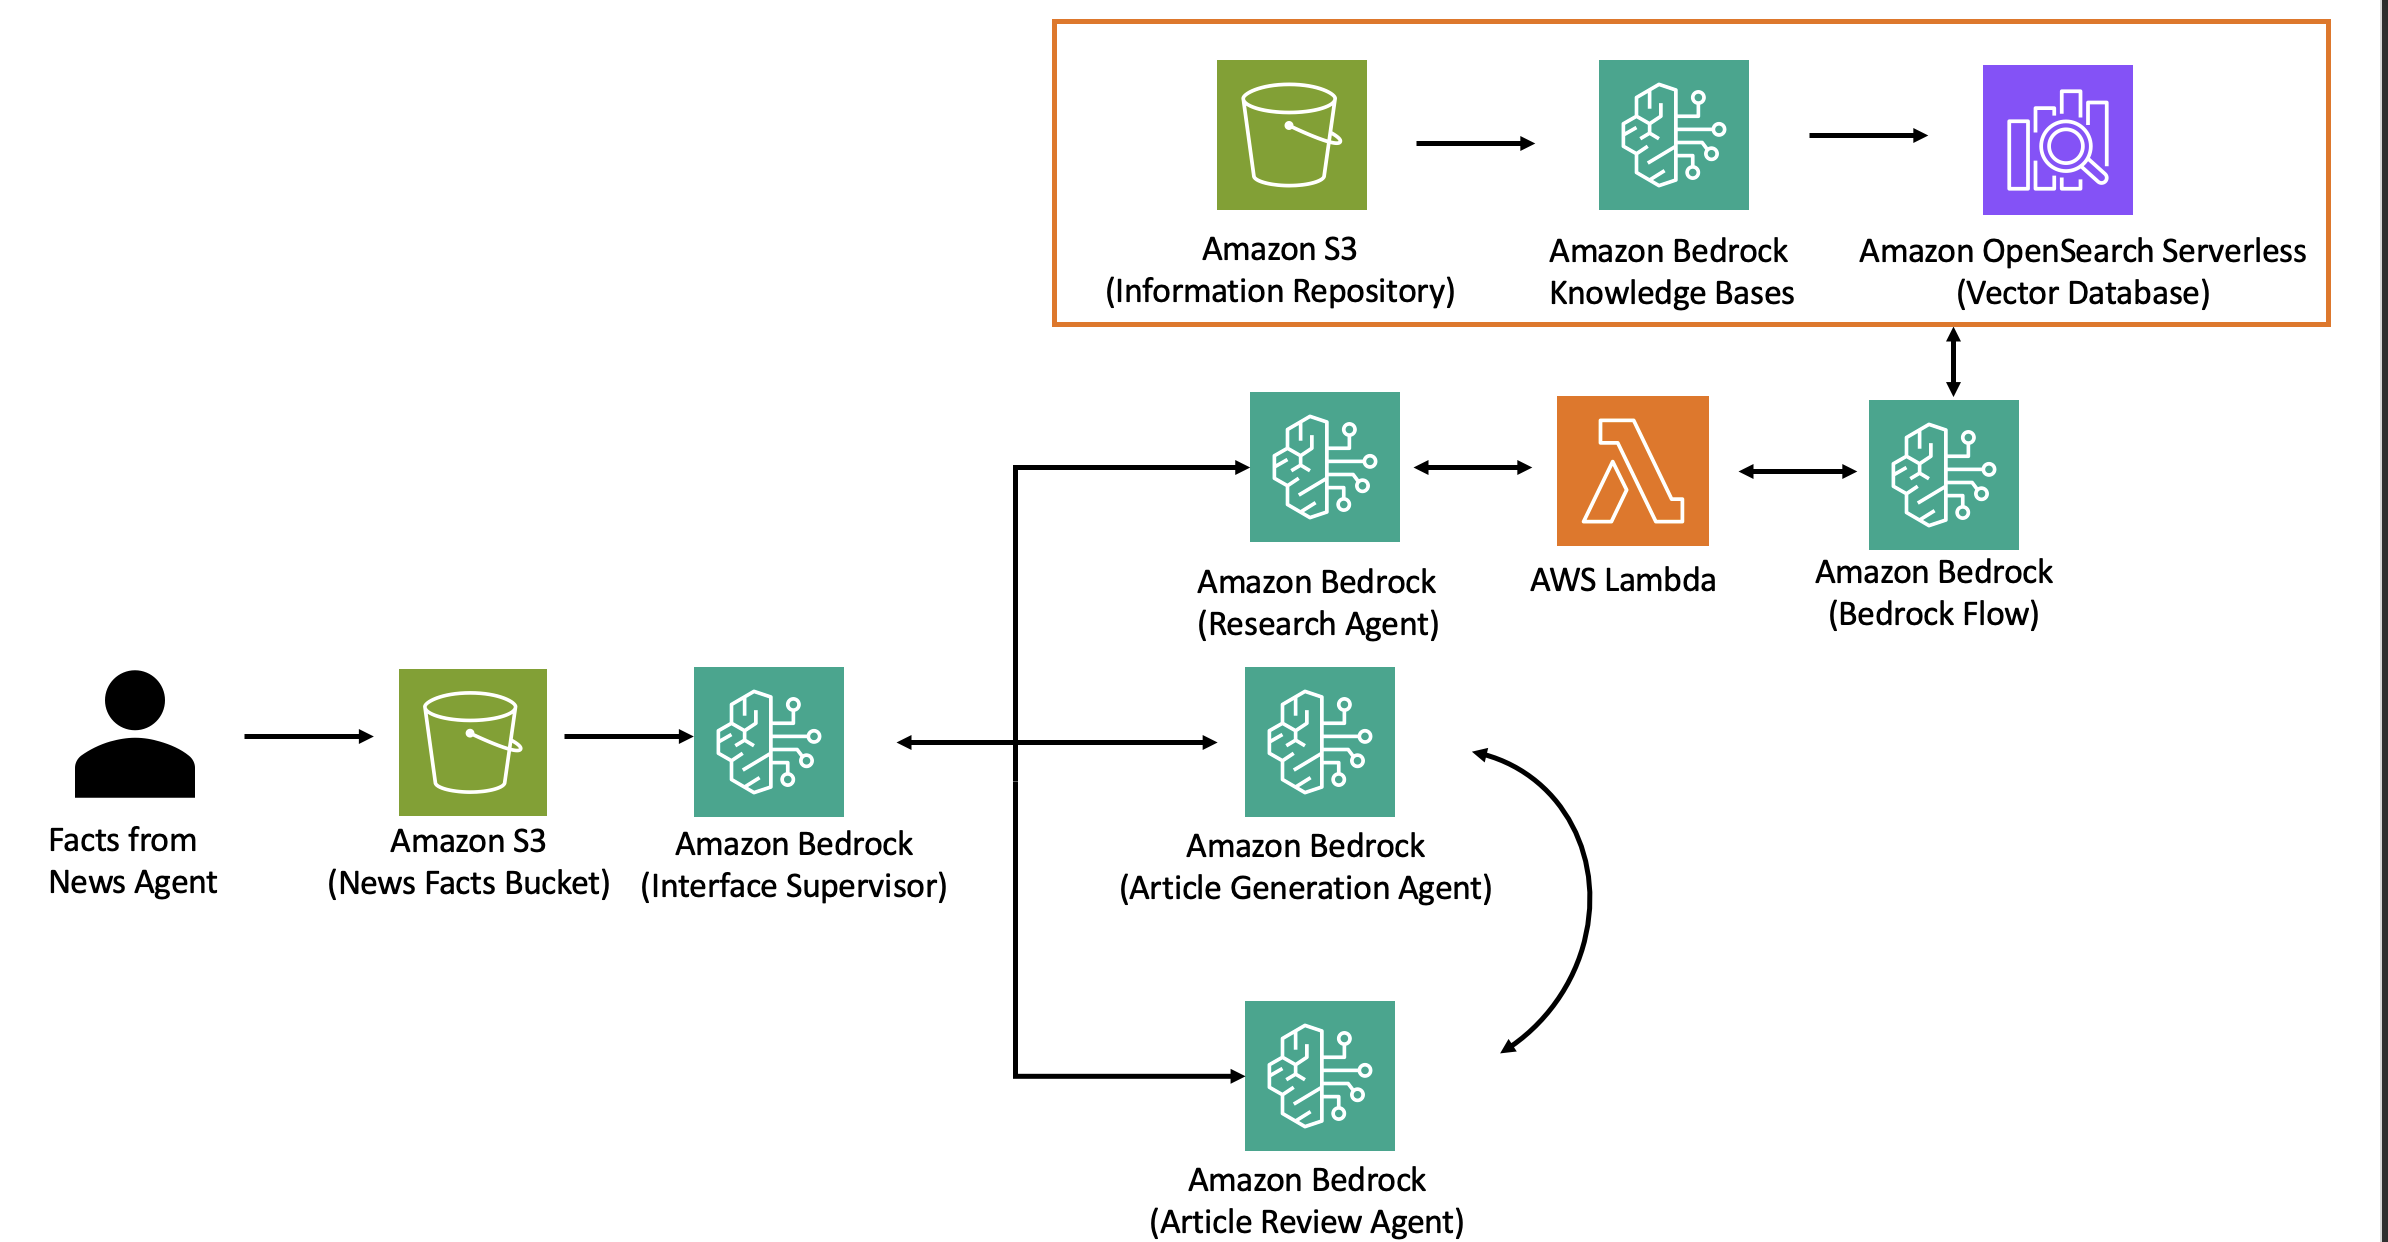 Amazon S3
(Information Repository)
Amazon Bedrock
Knowledge Bases
Amazon OpenSearch Serverless
(Vector Database)
Amazon Bedrock
(Research Agent)
AWS Lambda
Amazon Bedrock
(Bedrock Flow)
Facts from
News Agent
Amazon S3
(News Facts Bucket)
Amazon Bedrock
(Interface Supervisor)
Amazon Bedrock
(Article Generation Agent)
Amazon Bedrock
(Article Review Agent)